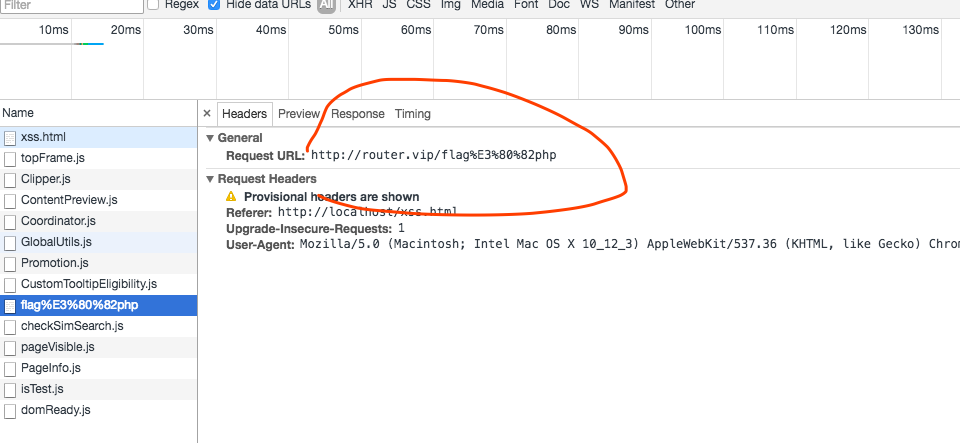 Filter
Regex
Hide data URLs
All
XHR JS CSS Img Media Font Doc WS Manifest Other
10ms 20ms 30ms 40ms 50ms 60ms 70ms 80ms 90ms 100ms 110ms 120ms 130ms
Name
× Headers Preview Response Timing
xss.html
topFrame.js
Clipper.js
ContentPreview.js
Coordinator.js
GlobalUtils.js
Promotion.js
CustomTooltipEligibility.js
flag%E3%80%82php
checkSimSearch.js
pageVisible.js
PageInfo.js
isTest.js
domReady.js
▼ General
Request URL: http://router.vip/flag%E3%80%82php
▼ Request Headers
Provisional headers are shown
Referer: http://localhost/xss.html
Upgrade-Insecure-Requests: 1
User-Agent: Mozilla/5.0 (Macintosh; Intel Mac OS X 10_12_3) AppleWebKit/537.36 (KHTML, like Gecko) Chrom